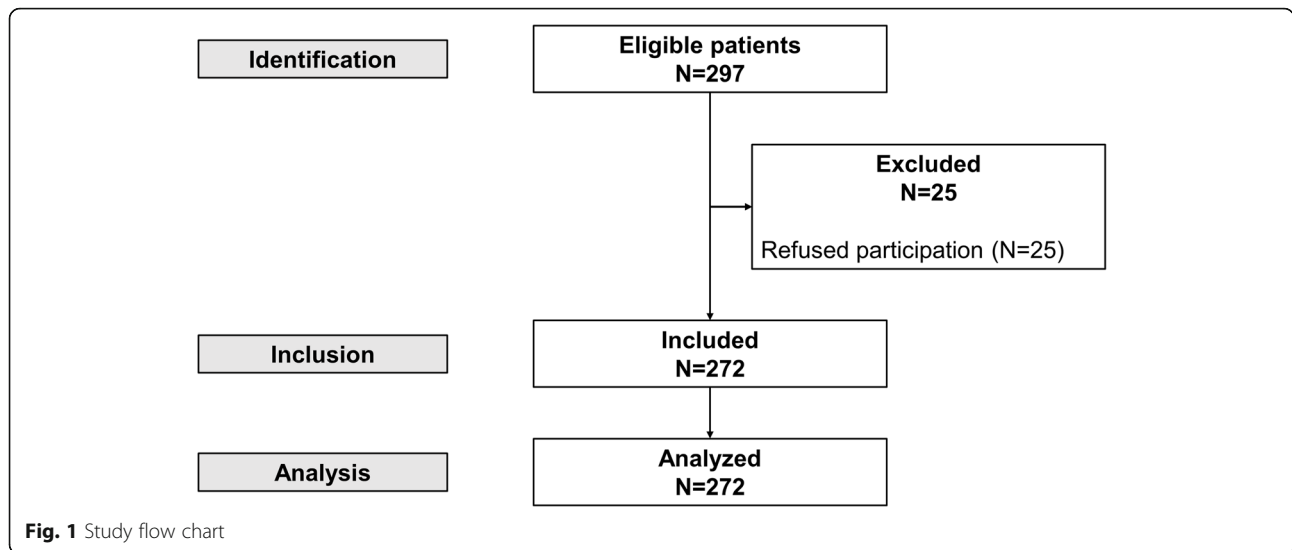 Identification
Eligible patients
N=297
Excluded
N=25
Refused participation (N=25)
Inclusion
Included
N=272
Analysis
Analyzed
N=272
Fig. 1 Study flow chart